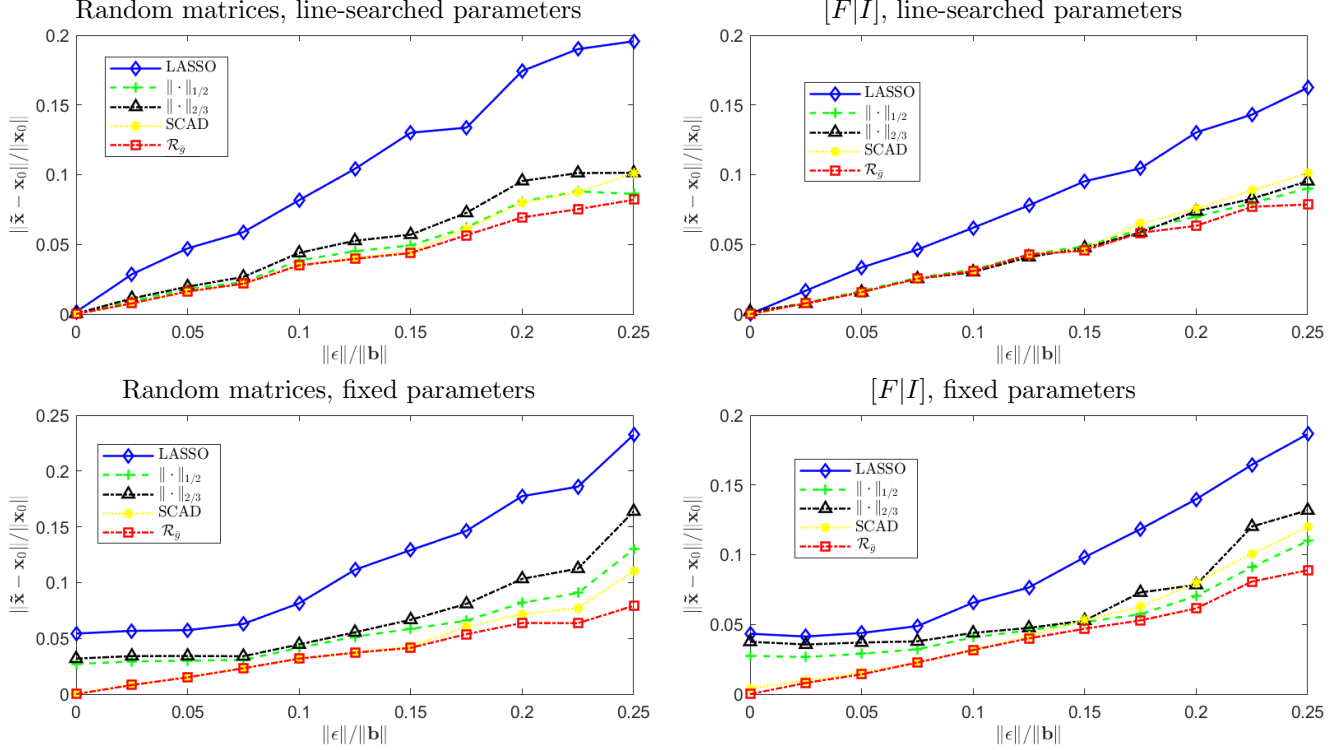 Random matrices, line-searched parameters
0.2
0.15
0.1
0.05
0
‖x̃ − x₀‖/‖x₀‖
LASSO
‖ · ‖₁/₂
‖ · ‖₂/₃
SCAD
𝓡_ḡ
0 0.05 0.1 0.15 0.2 0.25
‖ϵ‖/‖b‖
[F|I], line-searched parameters
0.2
0.15
0.1
0.05
0
‖x̃ − x₀‖/‖x₀‖
LASSO
‖ · ‖₁/₂
‖ · ‖₂/₃
SCAD
𝓡_ḡ
0 0.05 0.1 0.15 0.2 0.25
‖ϵ‖/‖b‖
Random matrices, fixed parameters
0.25
0.2
0.15
0.1
0.05
0
‖x̃ − x₀‖/‖x₀‖
LASSO
‖ · ‖₁/₂
‖ · ‖₂/₃
SCAD
𝓡_ḡ
0 0.05 0.1 0.15 0.2 0.25
‖ϵ‖/‖b‖
[F|I], fixed parameters
0.2
0.15
0.1
0.05
0
‖x̃ − x₀‖/‖x₀‖
LASSO
‖ · ‖₁/₂
‖ · ‖₂/₃
SCAD
𝓡_ḡ
0 0.05 0.1 0.15 0.2 0.25
‖ϵ‖/‖b‖